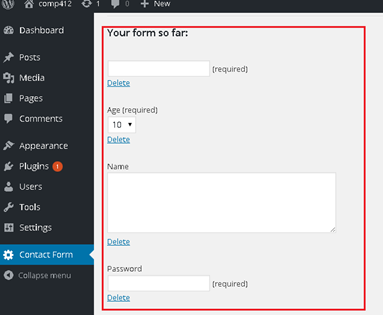 comp412 1 0 + New
Dashboard
Posts
Media
Pages
Comments
Appearance
Plugins 1
Users
Tools
Settings
Contact Form
Collapse menu
Your form so far:
(required)
Delete
Age (required)
10
Delete
Name
Delete
Password
(required)
Delete